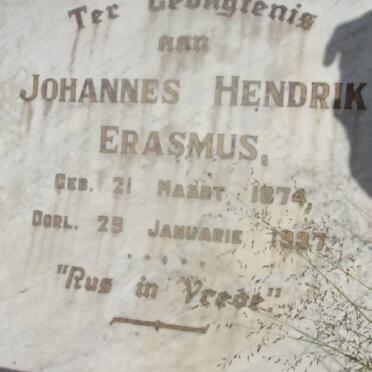 Ter Gedagtenis
aan
JOHANNES HENDRIK
ERASMUS,
GEB. 21 MAART 1874,
OORL. 29 JANUARIE 1937.
"Rus in Vrede."